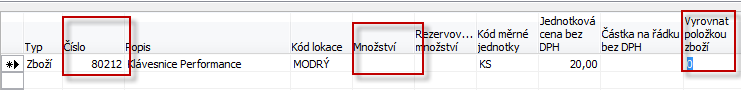 Typ Číslo Popis Kód lokace Množství Rezervov... množství Kód měrné jednotky Jednotková cena bez DPH Částka na řádku bez DPH Vyrovnat položkou zboží
Zboží 80212 Klávesnice Performance MODRÝ KS 20,00 0